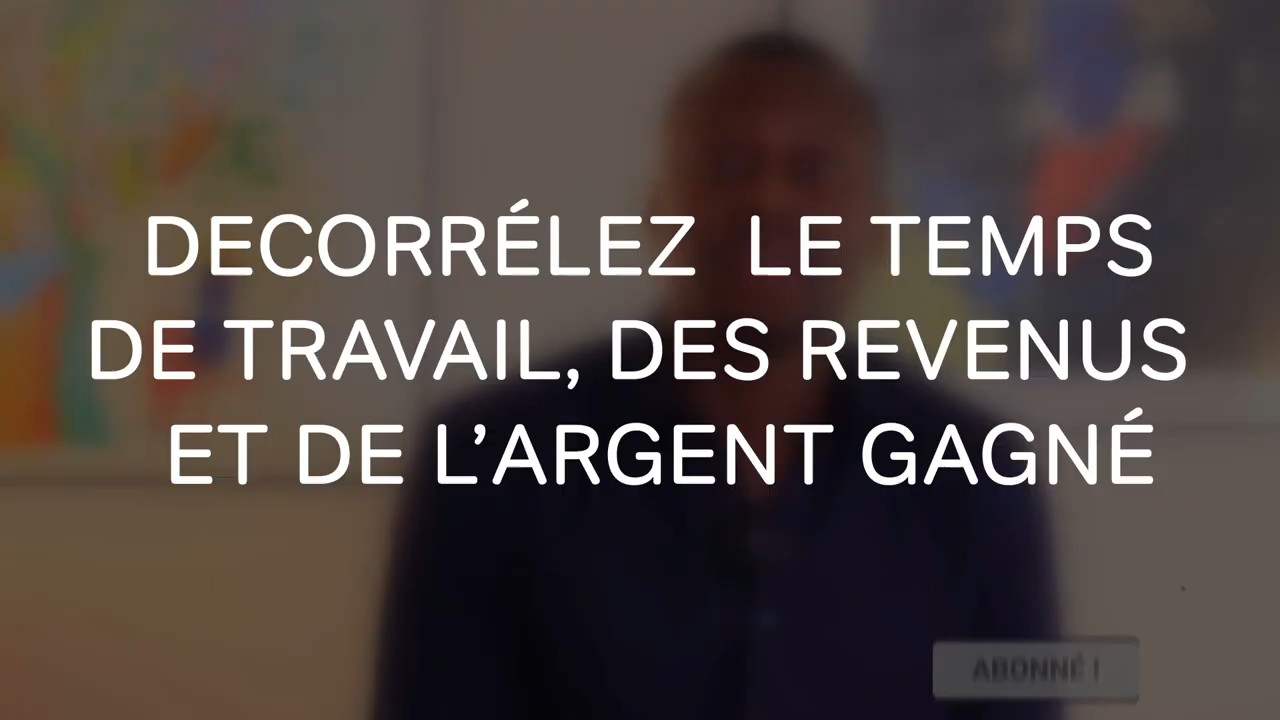 DECORRÉLEZ LE TEMPS
DE TRAVAIL, DES REVENUS
ET DE L’ARGENT GAGNÉ
ABONNÉ !